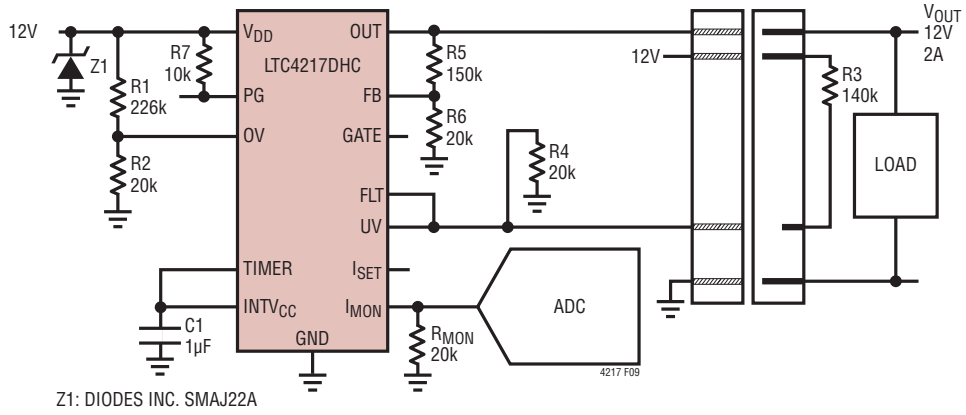 12V
Z1
R1
226k
R2
20k
R7
10k
VDD
PG
OV
TIMER
INTVCC
GND
LTC4217DHC
OUT
FB
GATE
FLT
UV
ISET
IMON
C1
1µF
R5
150k
R6
20k
R4
20k
RMON
20k
ADC
12V
R3
140k
LOAD
VOUT
12V
2A
4217 F09
Z1: DIODES INC. SMAJ22A